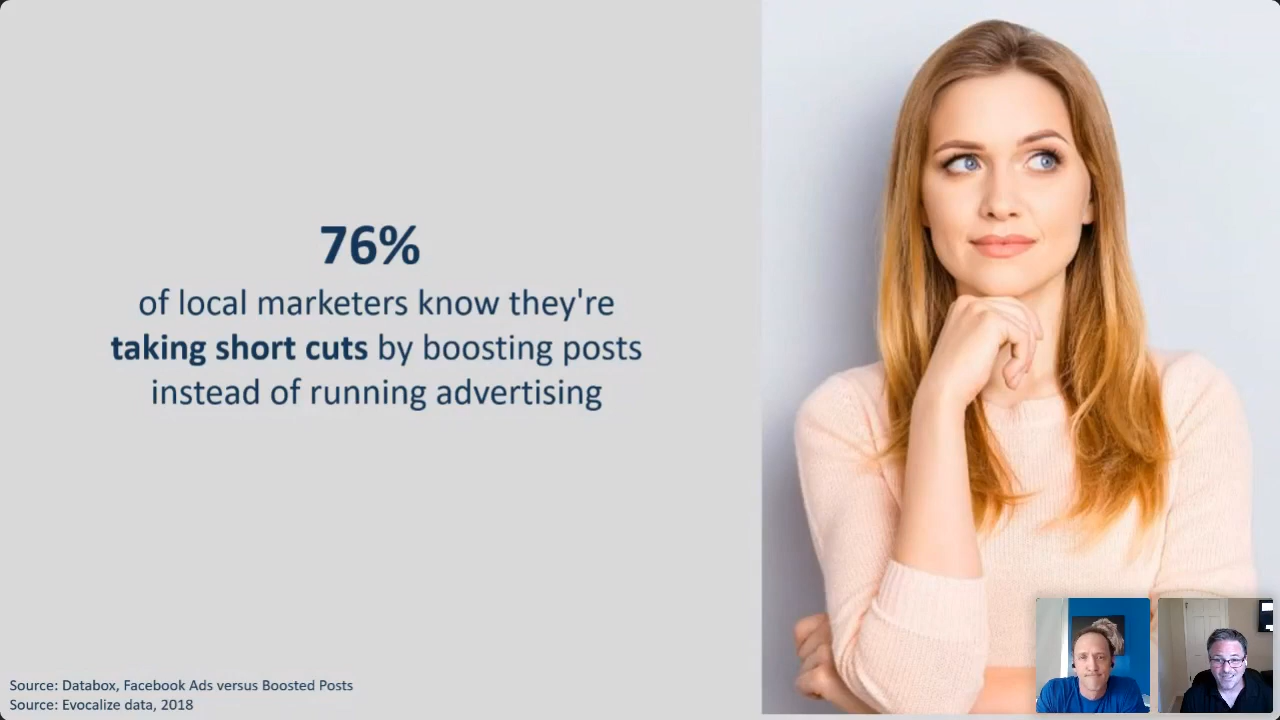 76%
of local marketers know they're
taking short cuts by boosting posts
instead of running advertising
Source: Databox, Facebook Ads versus Boosted Posts
Source: Evocalize data, 2018